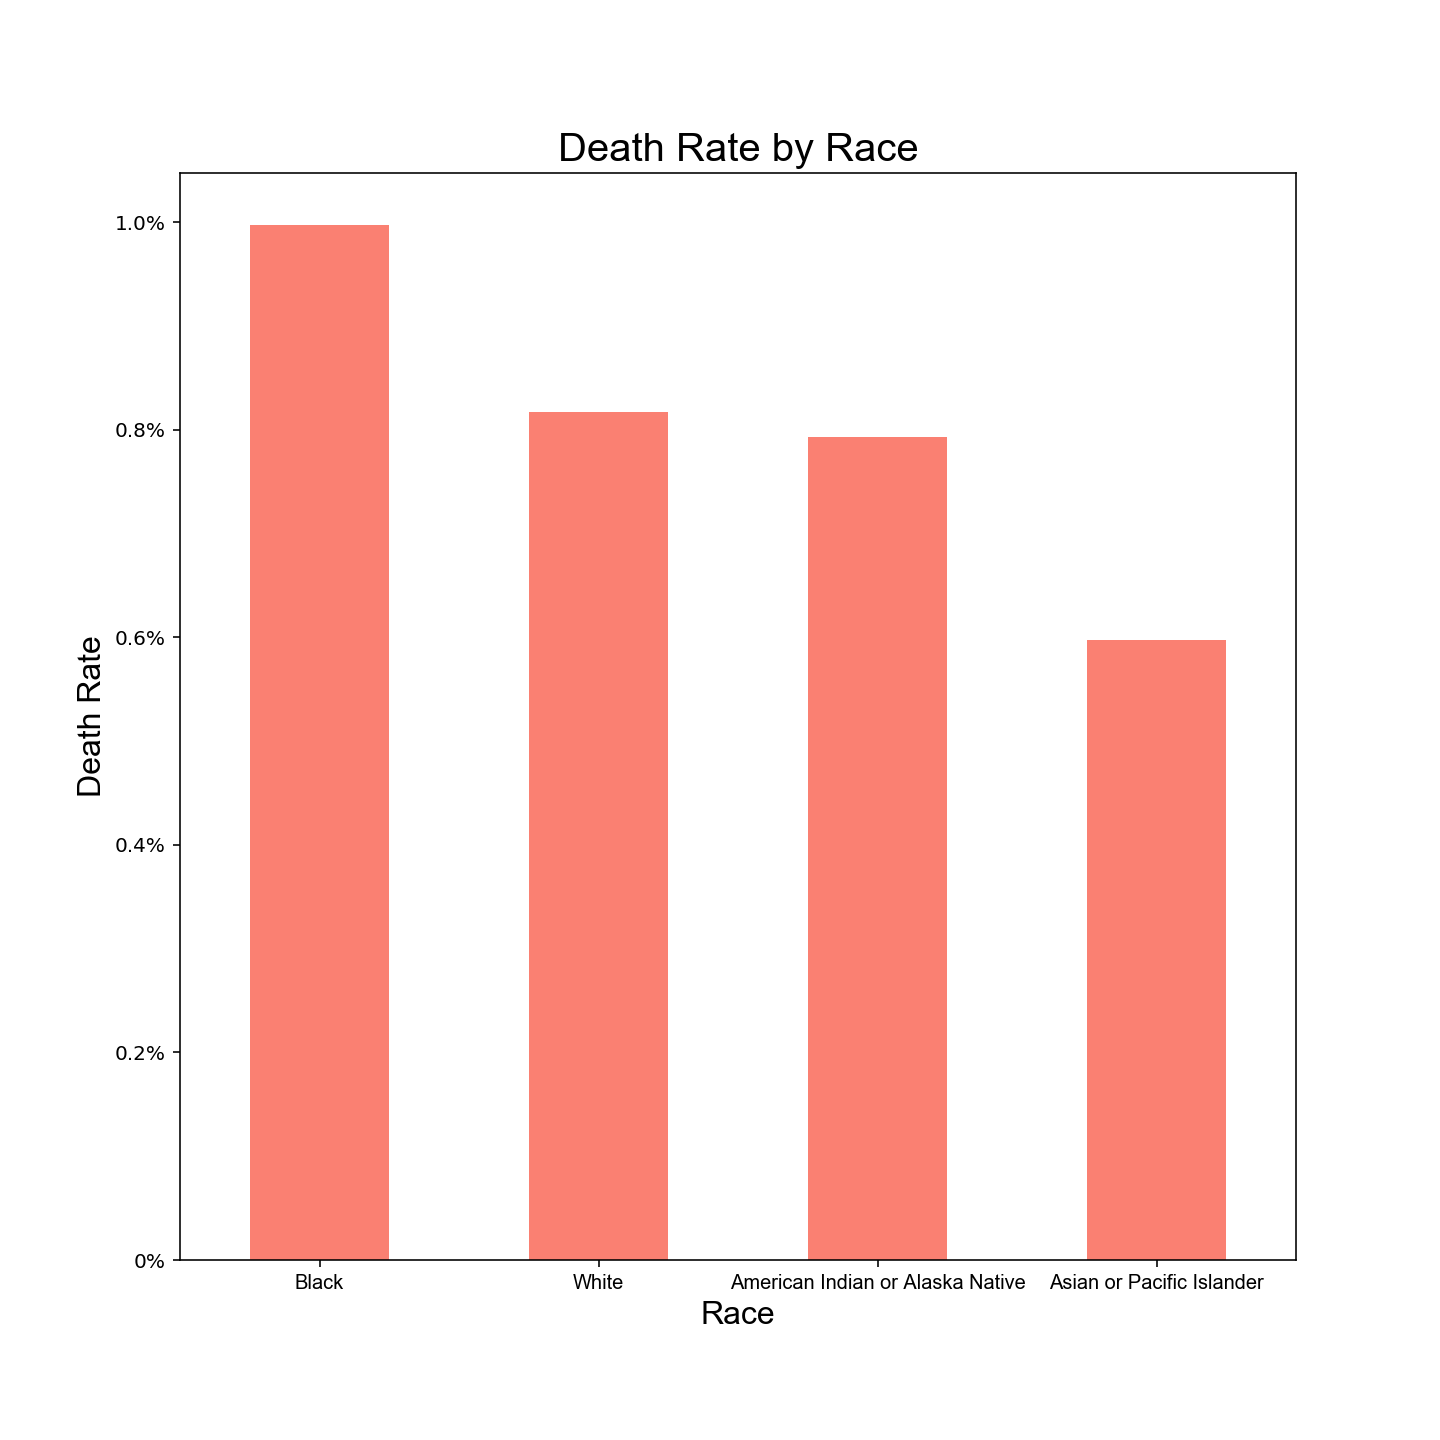 Death Rate by Race
1.0%
0.8%
0.6%
0.4%
0.2%
0%
Death Rate
Black
White
American Indian or Alaska Native
Asian or Pacific Islander
Race